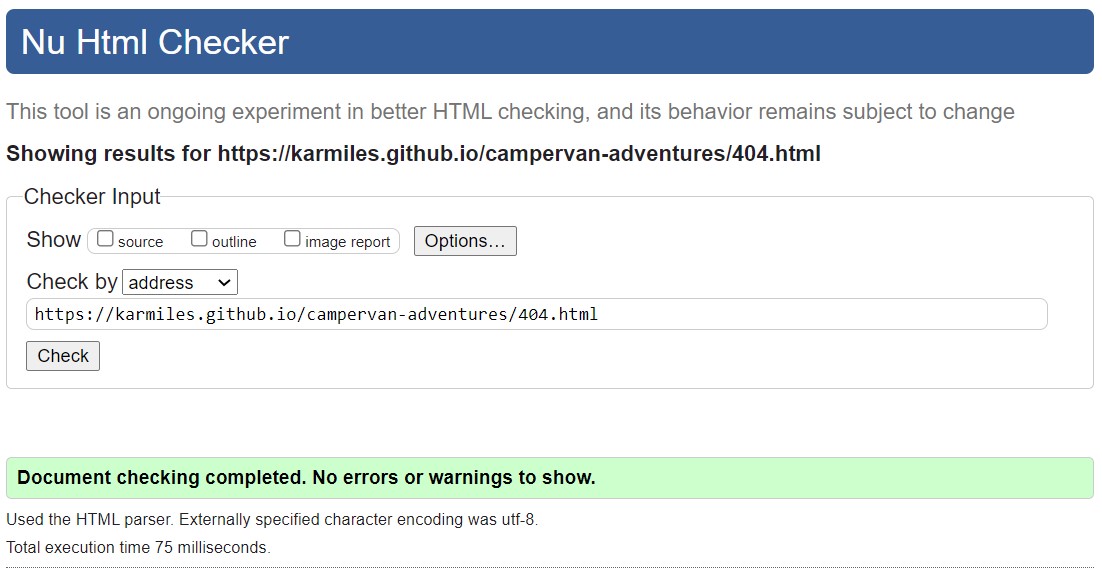 Nu Html Checker
This tool is an ongoing experiment in better HTML checking, and its behavior remains subject to change
Showing results for https://karmiles.github.io/campervan-adventures/404.html
Checker Input
Show source outline image report Options...
Check by address
https://karmiles.github.io/campervan-adventures/404.html
Check
Document checking completed. No errors or warnings to show.
Used the HTML parser. Externally specified character encoding was utf-8.
Total execution time 75 milliseconds.